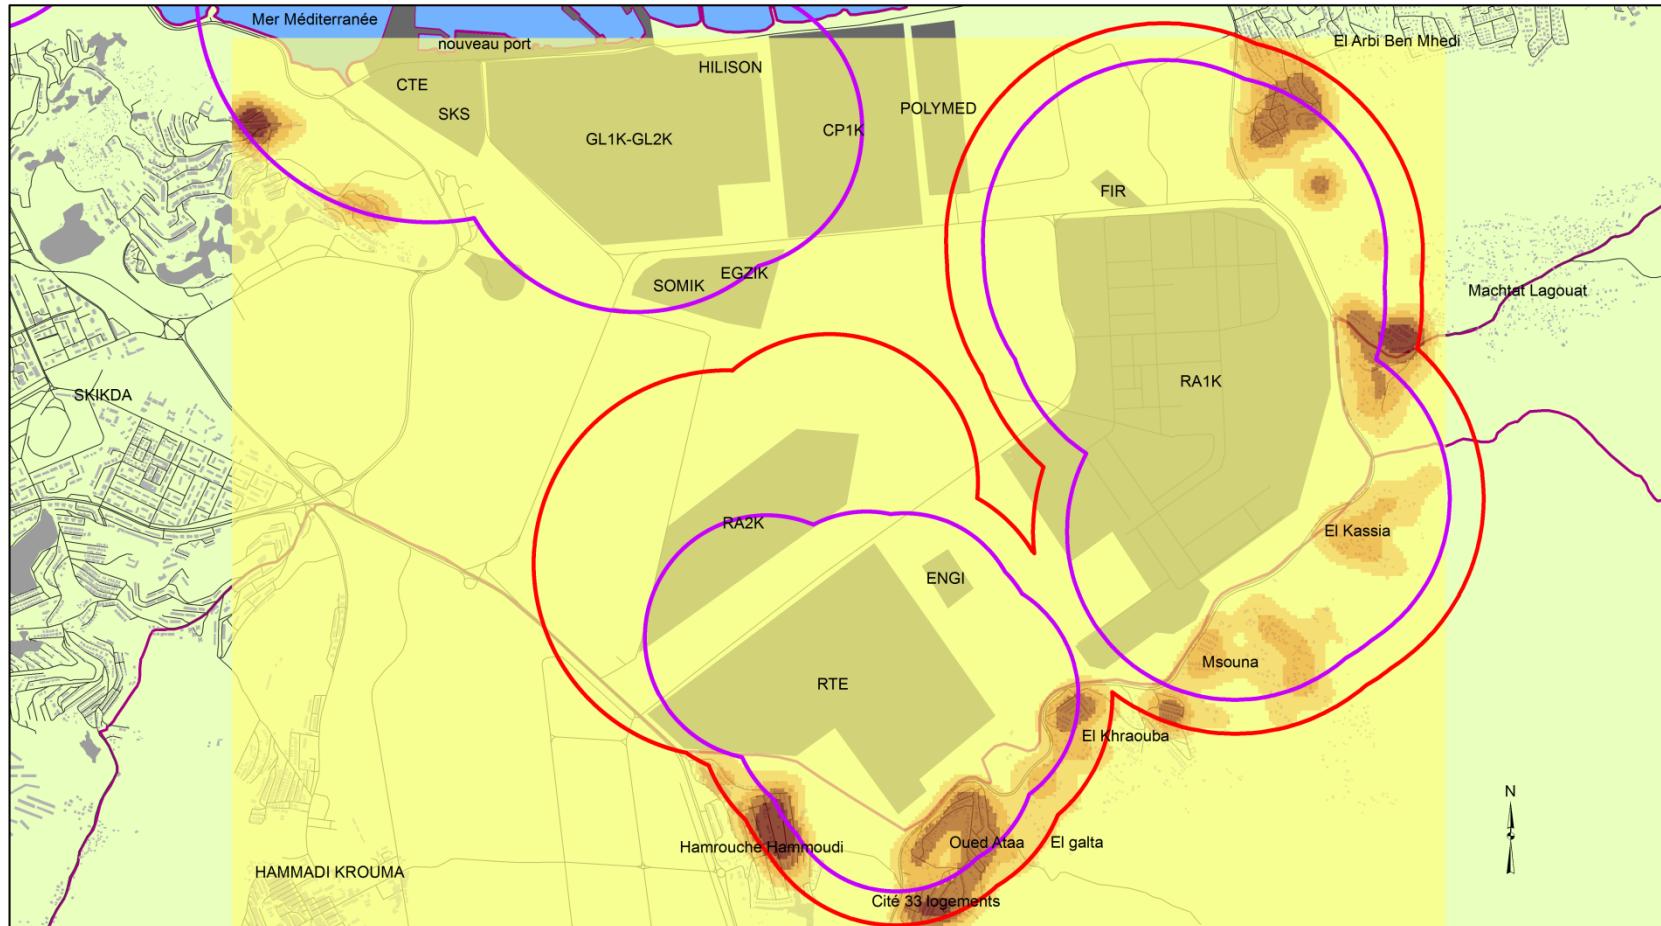 Mer Méditerranée
nouveau port
El Arbi Ben Mhedi
HILISON
CTE
SKS
POLYMED
CP1K
GL1K-GL2K
FIR
EGZIK
SOMIK
Machtat Lagouat
RA1K
SKIKDA
RA2K
El Kassia
ENGI
Msouna
RTE
El Khraouba
Hamrouche Hammoudi
Oued Ataa
El galta
HAMMADI KROUMA
Cité 33 logements
N